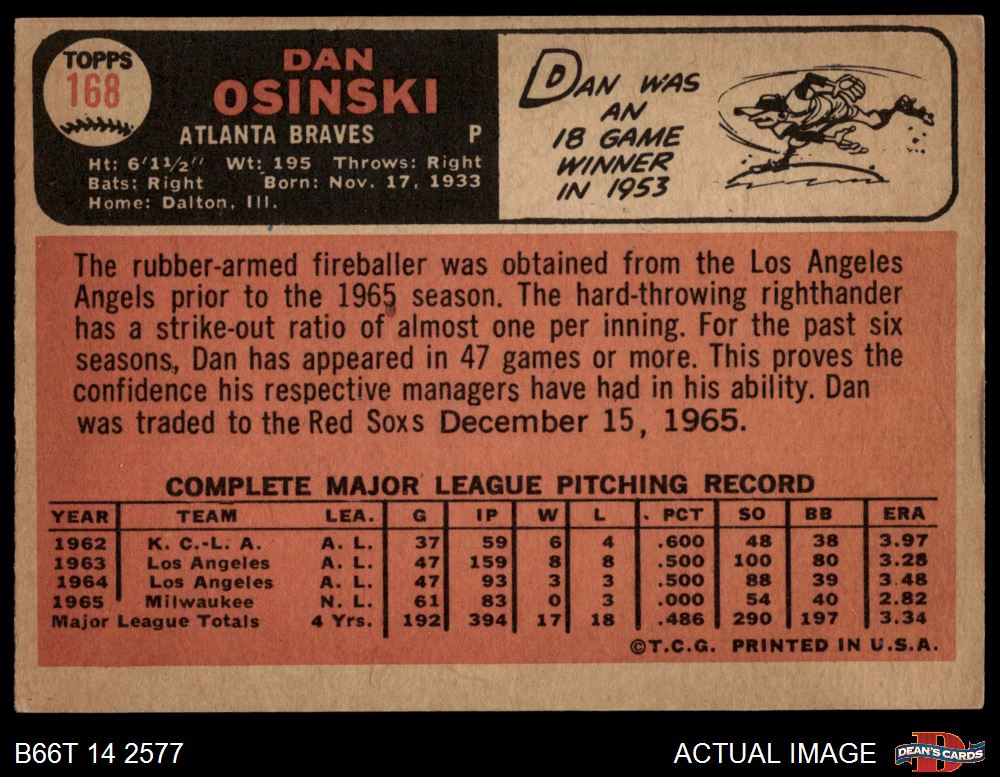 TOPPS
168
DAN
OSINSKI
ATLANTA BRAVES P
Ht: 6'1½" Wt: 195 Throws: Right
Bats: Right Born: Nov. 17, 1933
Home: Dalton, Ill.
DAN WAS
AN
18 GAME
WINNER
IN 1953
The rubber-armed fireballer was obtained from the Los Angeles
Angels prior to the 1965 season. The hard-throwing righthander
has a strike-out ratio of almost one per inning. For the past six
seasons, Dan has appeared in 47 games or more. This proves the
confidence his respective managers have had in his ability. Dan
was traded to the Red Soxs December 15, 1965.
COMPLETE MAJOR LEAGUE PITCHING RECORD
YEAR TEAM LEA. G IP W L PCT SO BB ERA
1962 K. C.-L. A. A. L. 37 59 6 4 .600 48 38 3.97
1963 Los Angeles A. L. 47 159 8 8 .500 100 80 3.28
1964 Los Angeles A. L. 47 93 3 3 .500 88 39 3.48
1965 Milwaukee N. L. 61 83 0 3 .000 54 40 2.82
Major League Totals 4 Yrs. 192 394 17 18 .486 290 197 3.34
©T.C.G. PRINTED IN U.S.A.
B66T 14 2577 ACTUAL IMAGE DEAN'S CARDS